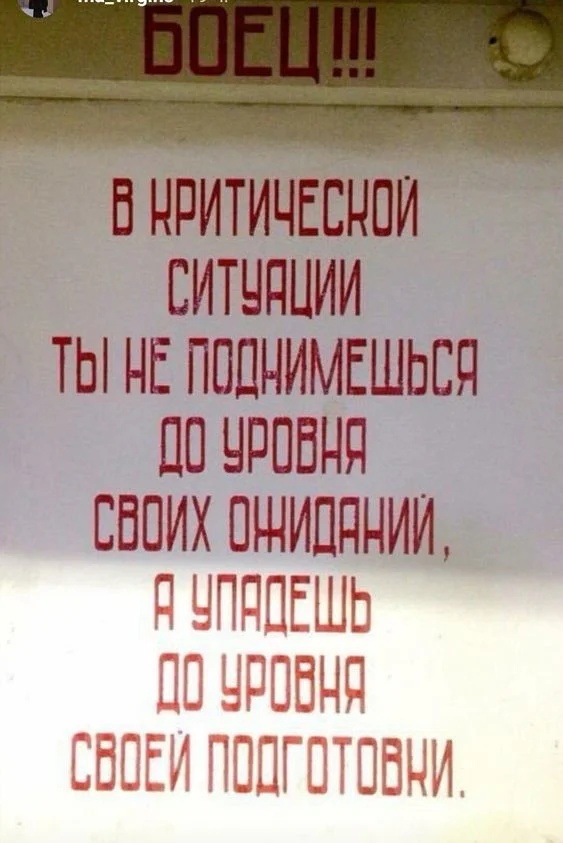 БОЕЦ!!!
В КРИТИЧЕСКОЙ
СИТУАЦИИ
ТЫ НЕ ПОДНИМЕШЬСЯ
ДО УРОВНЯ
СВОИХ ОЖИДАНИЙ,
А УПАДЕШЬ
ДО УРОВНЯ
СВОЕЙ ПОДГОТОВКИ.